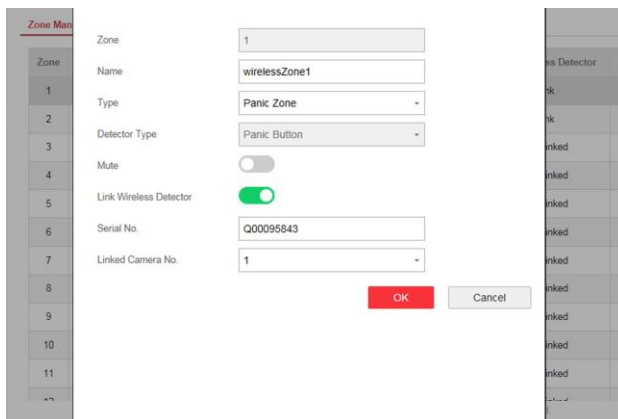 Zone Man
Zone
ss Detector
1
nk
2
nk
3
inked
4
inked
5
inked
6
inked
7
inked
8
inked
9
inked
10
inked
11
inked
Zone
1
Name
wirelessZone1
Type
Panic Zone
Detector Type
Panic Button
Mute
Link Wireless Detector
Serial No.
Q00095843
Linked Camera No.
1
OK
Cancel